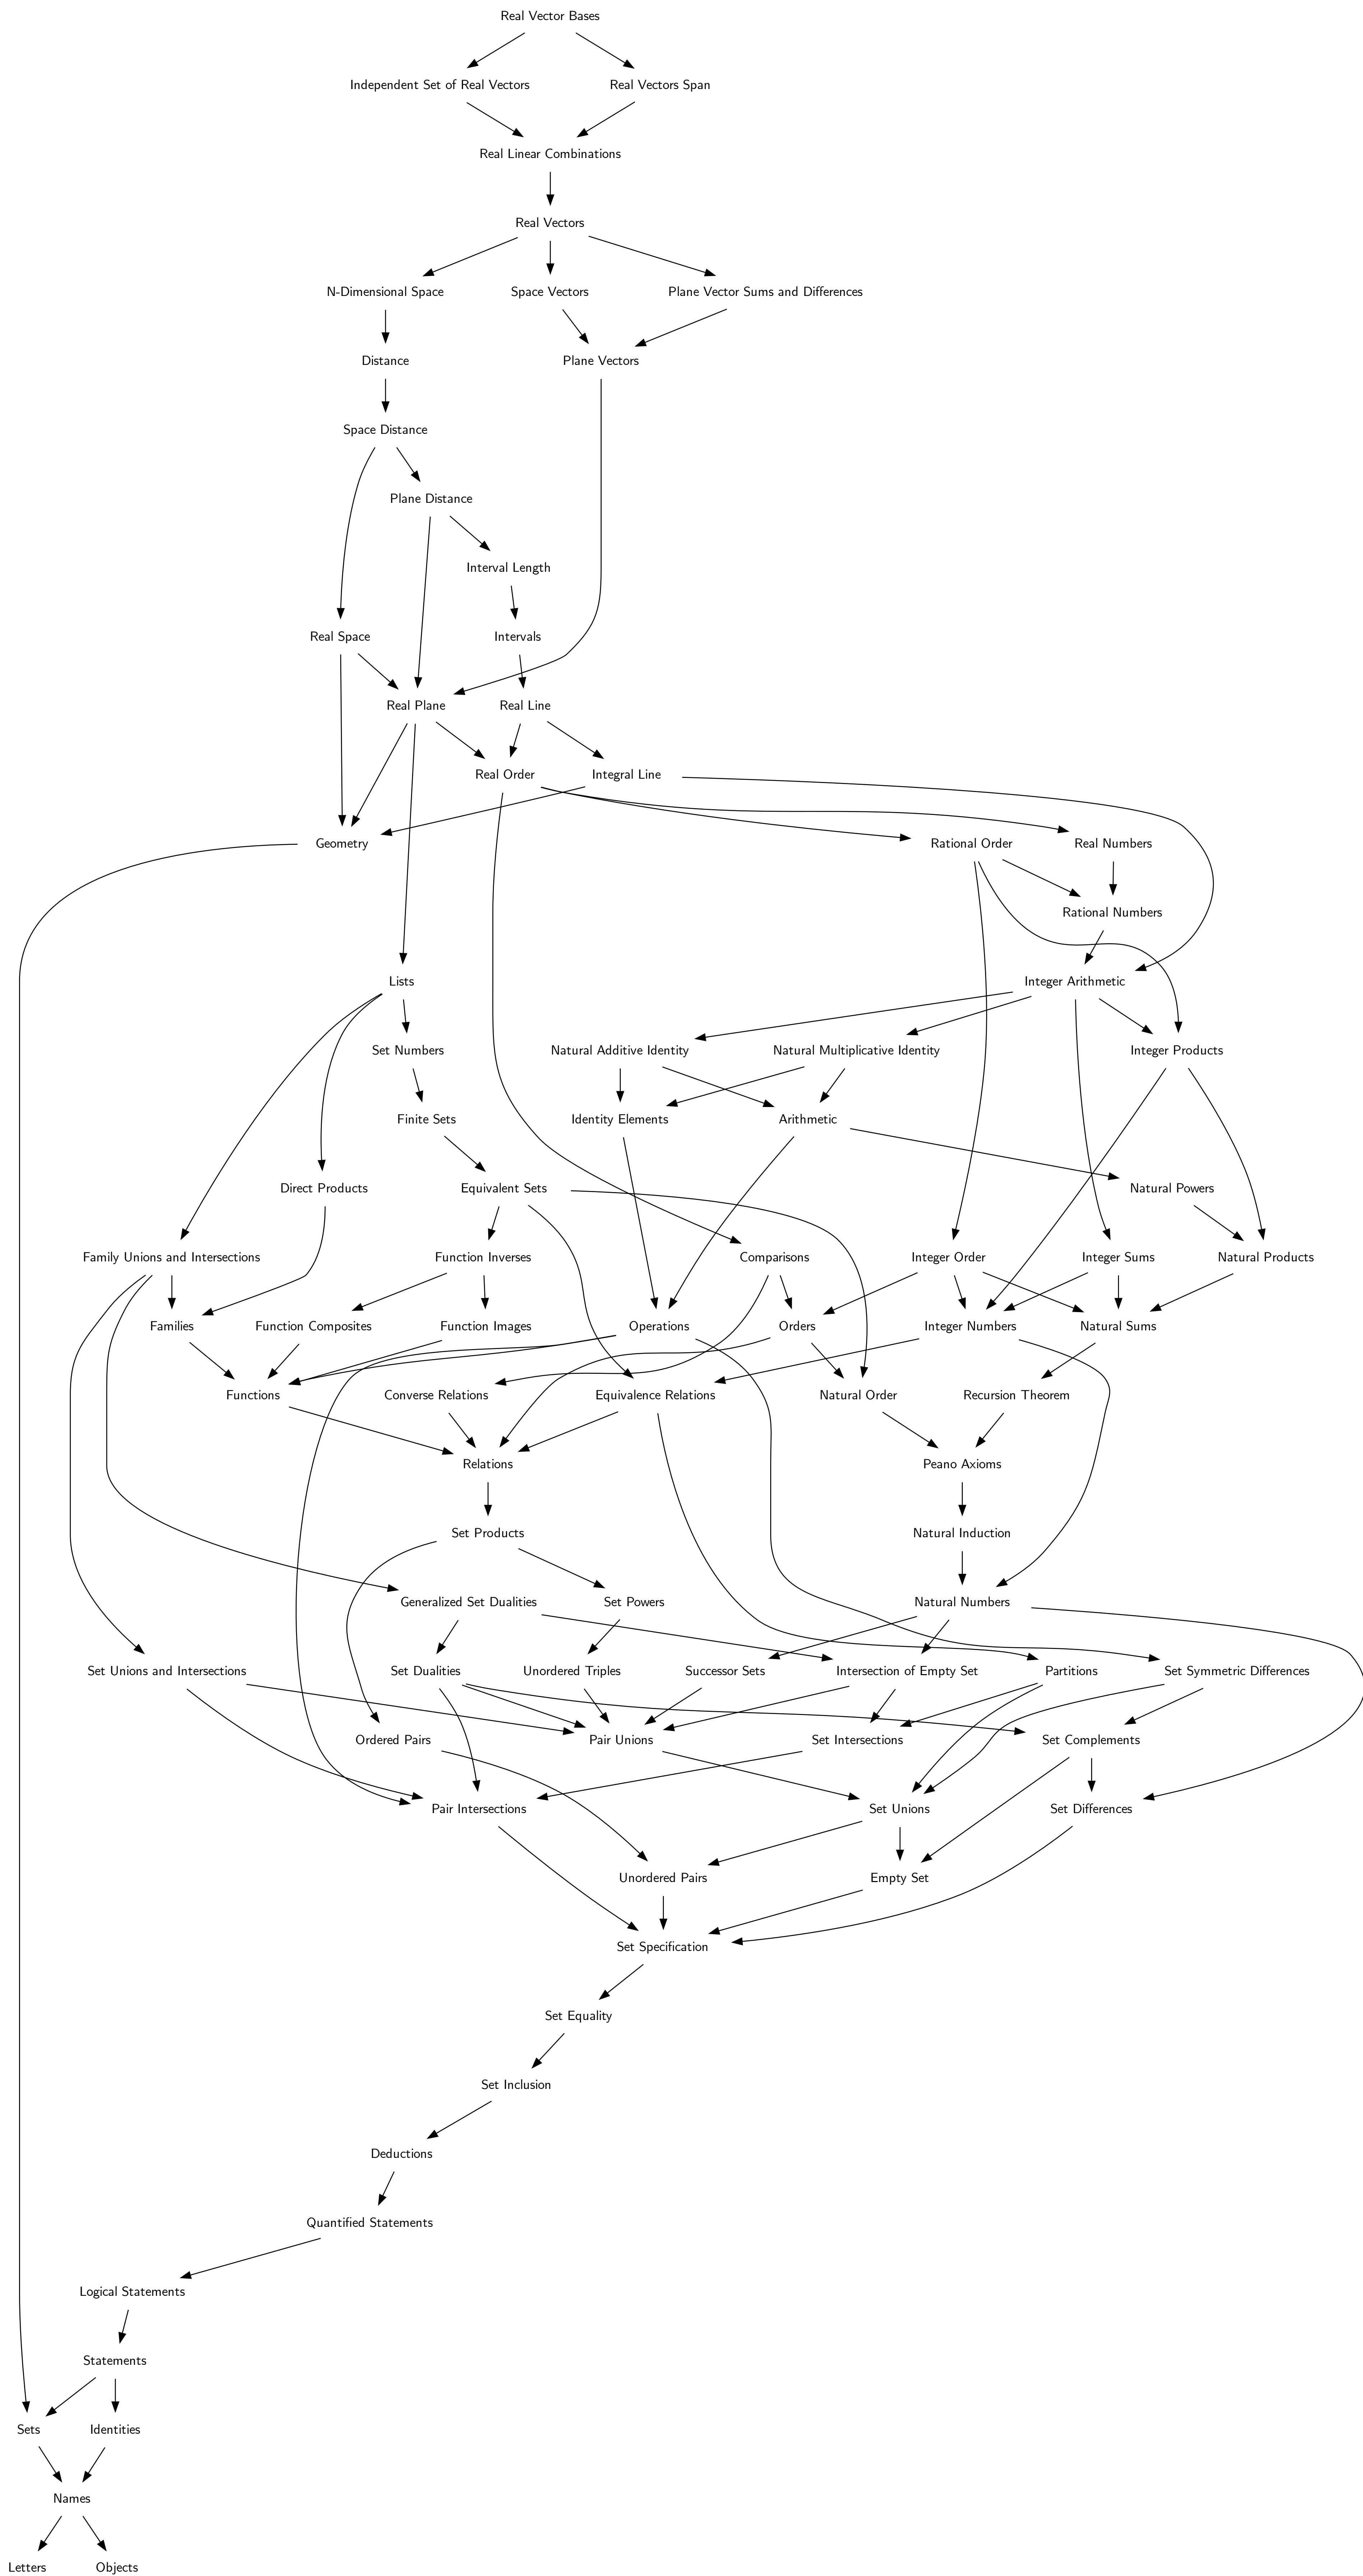 Real Vector Bases
Independent Set of Real Vectors
Real Vectors Span
Real Linear Combinations
Real Vectors
N-Dimensional Space
Space Vectors
Plane Vector Sums and Differences
Distance
Plane Vectors
Space Distance
Plane Distance
Interval Length
Real Space
Intervals
Real Plane
Real Line
Real Order
Integral Line
Geometry
Rational Order
Real Numbers
Rational Numbers
Lists
Integer Arithmetic
Set Numbers
Natural Additive Identity
Natural Multiplicative Identity
Integer Products
Finite Sets
Identity Elements
Arithmetic
Direct Products
Equivalent Sets
Natural Powers
Family Unions and Intersections
Function Inverses
Comparisons
Integer Order
Integer Sums
Natural Products
Families
Function Composites
Function Images
Operations
Orders
Integer Numbers
Natural Sums
Functions
Converse Relations
Equivalence Relations
Natural Order
Recursion Theorem
Relations
Peano Axioms
Set Products
Natural Induction
Generalized Set Dualities
Set Powers
Natural Numbers
Set Unions and Intersections
Set Dualities
Unordered Triples
Successor Sets
Intersection of Empty Set
Partitions
Set Symmetric Differences
Ordered Pairs
Pair Unions
Set Intersections
Set Complements
Pair Intersections
Set Unions
Set Differences
Unordered Pairs
Empty Set
Set Specification
Set Equality
Set Inclusion
Deductions
Quantified Statements
Logical Statements
Statements
Sets
Identities
Names
Letters
Objects